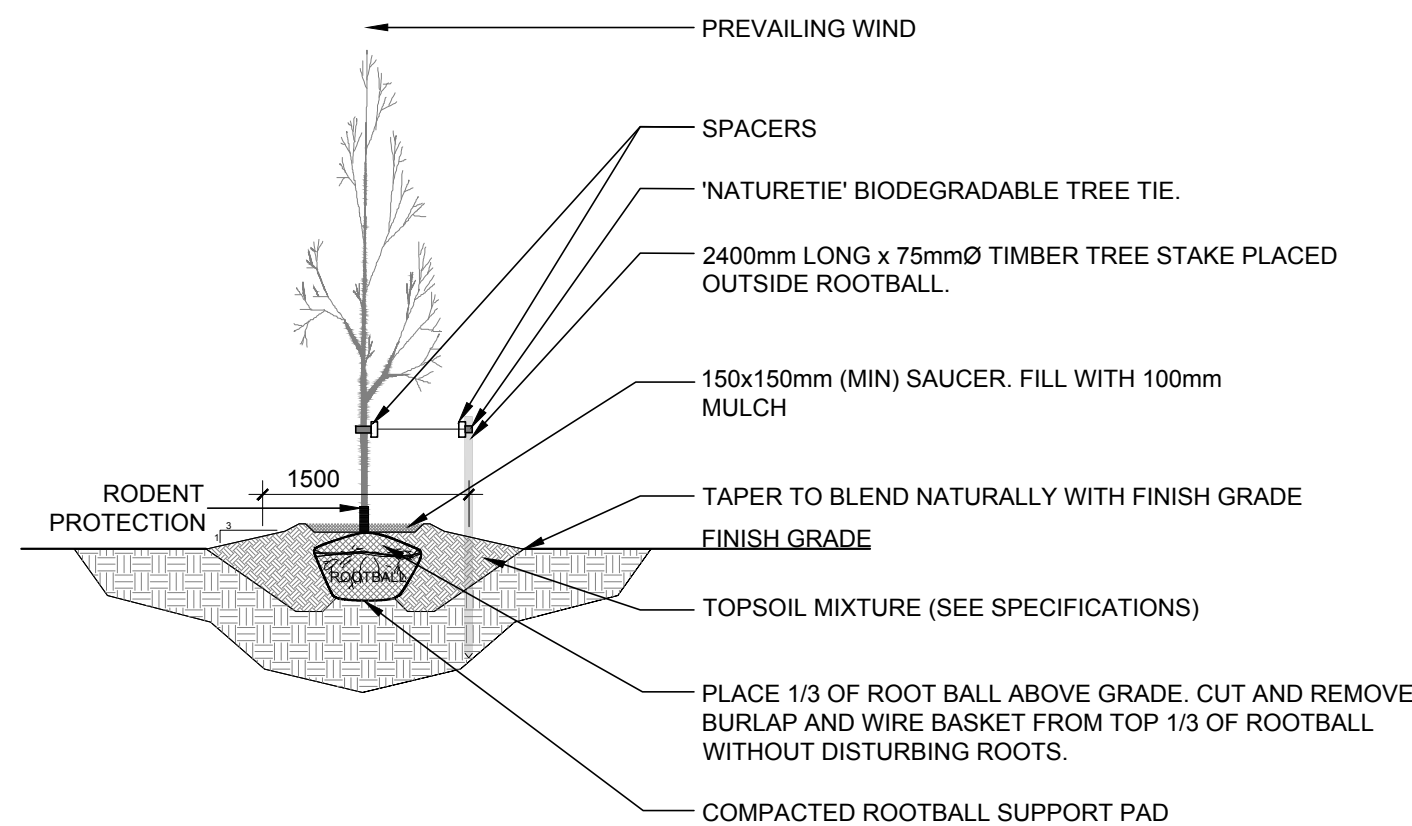 PREVAILING WIND
SPACERS
'NATURETIE' BIODEGRADABLE TREE TIE.
2400mm LONG x 75mmØ TIMBER TREE STAKE PLACED
OUTSIDE ROOTBALL.
150x150mm (MIN) SAUCER. FILL WITH 100mm
MULCH
1500
RODENT
PROTECTION
3
1
TAPER TO BLEND NATURALLY WITH FINISH GRADE
FINISH GRADE
ROOTBALL
TOPSOIL MIXTURE (SEE SPECIFICATIONS)
PLACE 1/3 OF ROOT BALL ABOVE GRADE. CUT AND REMOVE
BURLAP AND WIRE BASKET FROM TOP 1/3 OF ROOTBALL
WITHOUT DISTURBING ROOTS.
COMPACTED ROOTBALL SUPPORT PAD